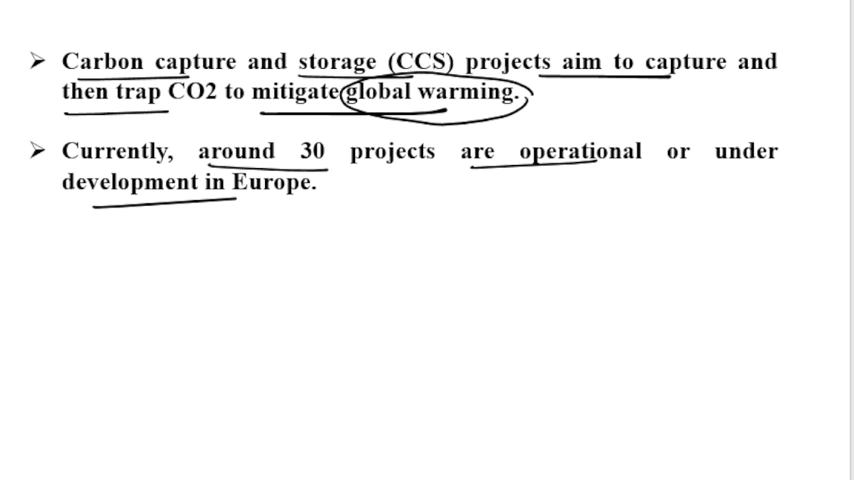 ➤ Carbon capture and storage (CCS) projects aim to capture and
then trap CO2 to mitigate global warming.
➤ Currently, around 30 projects are operational or under
development in Europe.